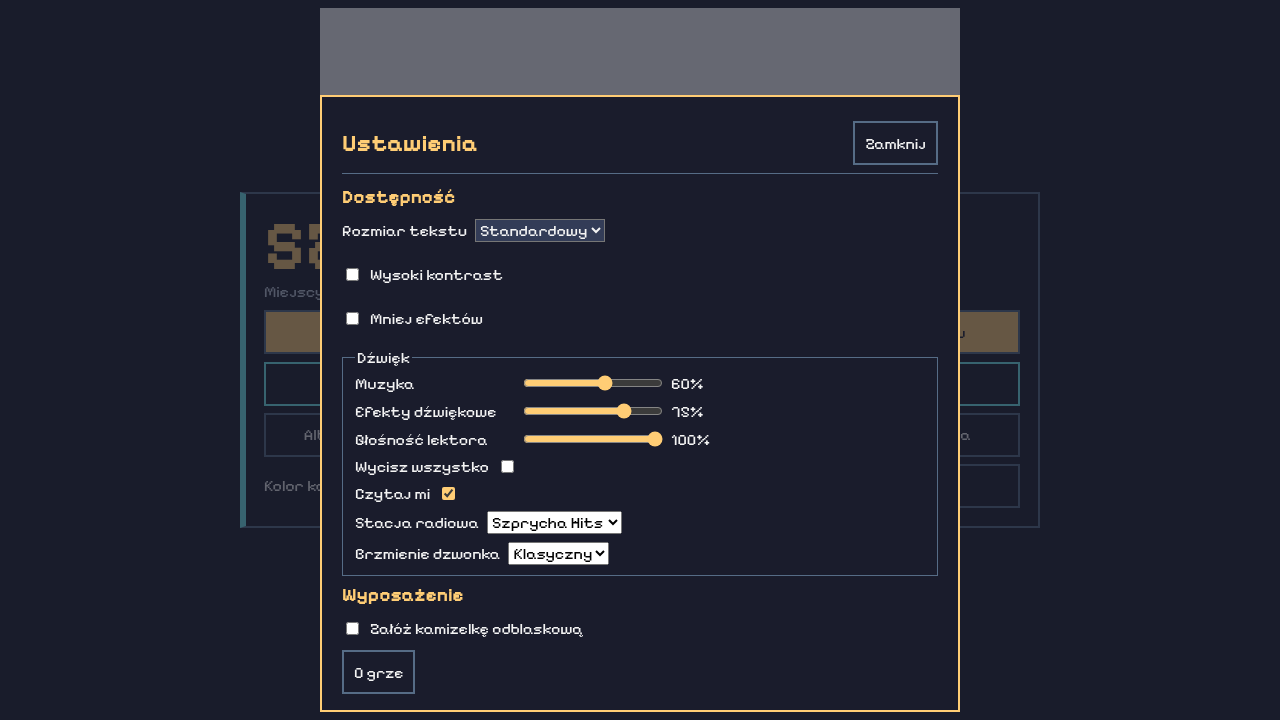 Ustawienia
Zamknij
Dostępność
Rozmiar tekstu Standardowy
Wysoki kontrast
Mniej efektów
Dźwięk
Muzyka 60%
Efekty dźwiękowe 75%
Głośność lektora 100%
Wycisz wszystko
Czytaj mi
Stacja radiowa Szprycha Hits
Brzmienie dzwonka Klasyczny
Wyposażenie
Załóż kamizelkę odblaskową
O grze
Kolor